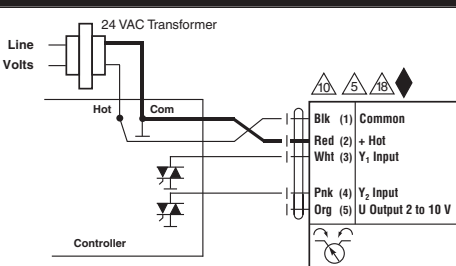 24 VAC Transformer
Line
Volts
Hot Com
10 5 18
Blk (1) Common
Red (2) + Hot
Wht (3) Y₁ Input
Pnk (4) Y₂ Input
Org (5) U Output 2 to 10 V
Controller